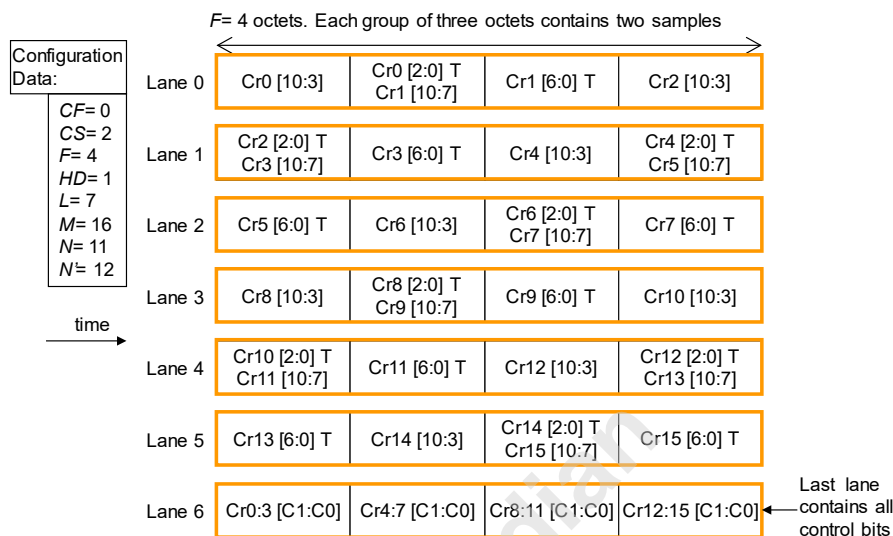 F= 4 octets. Each group of three octets contains two samples
Configuration
Data:
CF= 0
CS= 2
F= 4
HD= 1
L= 7
M= 16
N= 11
N'= 12
time
Lane 0
Cr0 [10:3]
Cr0 [2:0] T
Cr1 [10:7]
Cr1 [6:0] T
Cr2 [10:3]
Lane 1
Cr2 [2:0] T
Cr3 [10:7]
Cr3 [6:0] T
Cr4 [10:3]
Cr4 [2:0] T
Cr5 [10:7]
Lane 2
Cr5 [6:0] T
Cr6 [10:3]
Cr6 [2:0] T
Cr7 [10:7]
Cr7 [6:0] T
Lane 3
Cr8 [10:3]
Cr8 [2:0] T
Cr9 [10:7]
Cr9 [6:0] T
Cr10 [10:3]
Lane 4
Cr10 [2:0] T
Cr11 [10:7]
Cr11 [6:0] T
Cr12 [10:3]
Cr12 [2:0] T
Cr13 [10:7]
Lane 5
Cr13 [6:0] T
Cr14 [10:3]
Cr14 [2:0] T
Cr15 [10:7]
Cr15 [6:0] T
Lane 6
Cr0:3 [C1:C0]
Cr4:7 [C1:C0]
Cr8:11 [C1:C0]
Cr12:15 [C1:C0]
Last lane
contains all
control bits